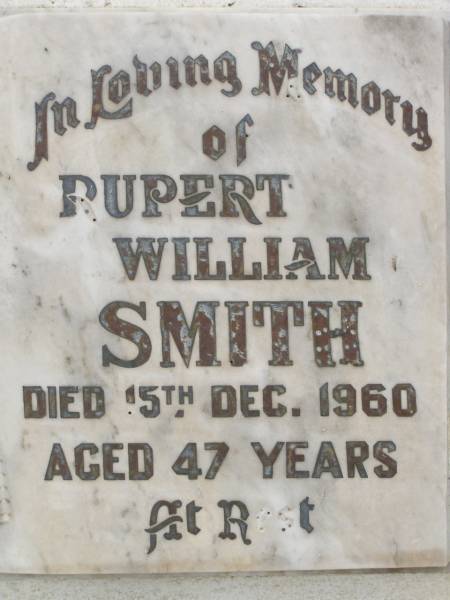 In Loving Memory
of
RUPERT
WILLIAM
SMITH
DIED 15TH DEC. 1960
AGED 47 YEARS
At Rest